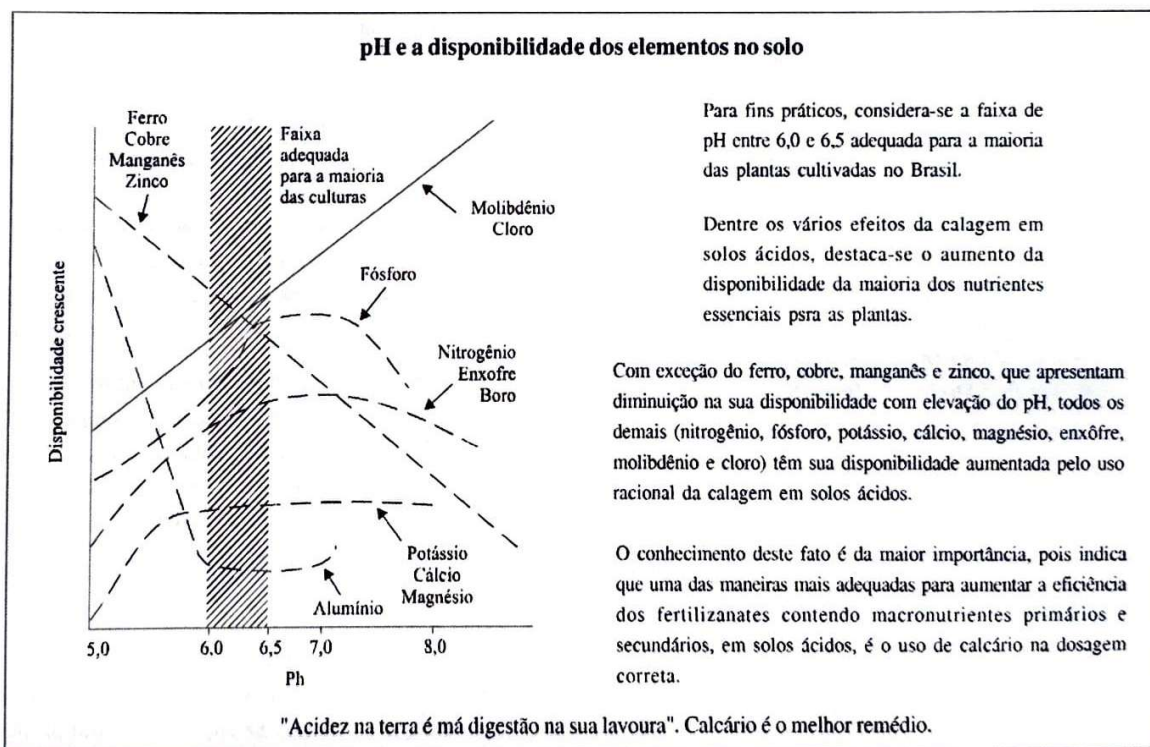 pH e a disponibilidade dos elementos no solo
Ferro
Cobre
Manganês
Zinco
Faixa
adequada
para a maioria
das culturas
Molibdênio
Cloro
Fósforo
Nitrogênio
Enxofre
Boro
Potássio
Cálcio
Magnésio
Alumínio
Disponibilidade crescente
5,0
6,0
6,5
7,0
8,0
Ph
Para fins práticos, considera-se a faixa de
pH entre 6,0 e 6,5 adequada para a maioria
das plantas cultivadas no Brasil.
Dentre os vários efeitos da calagem em
solos ácidos, destaca-se o aumento da
disponibilidade da maioria dos nutrientes
essenciais psra as plantas.
Com exceção do ferro, cobre, manganês e zinco, que apresentam
diminuição na sua disponibilidade com elevação do pH, todos os
demais (nitrogênio, fósforo, potássio, cálcio, magnésio, enxôfre,
molibdênio e cloro) têm sua disponibilidade aumentada pelo uso
racional da calagem em solos ácidos.
O conhecimento deste fato é da maior importância, pois indica
que uma das maneiras mais adequadas para aumentar a eficiência
dos fertilizanates contendo macronutrientes primários e
secundários, em solos ácidos, é o uso de calcário na dosagem
correta.
"Acidez na terra é má digestão na sua lavoura". Calcário é o melhor remédio.